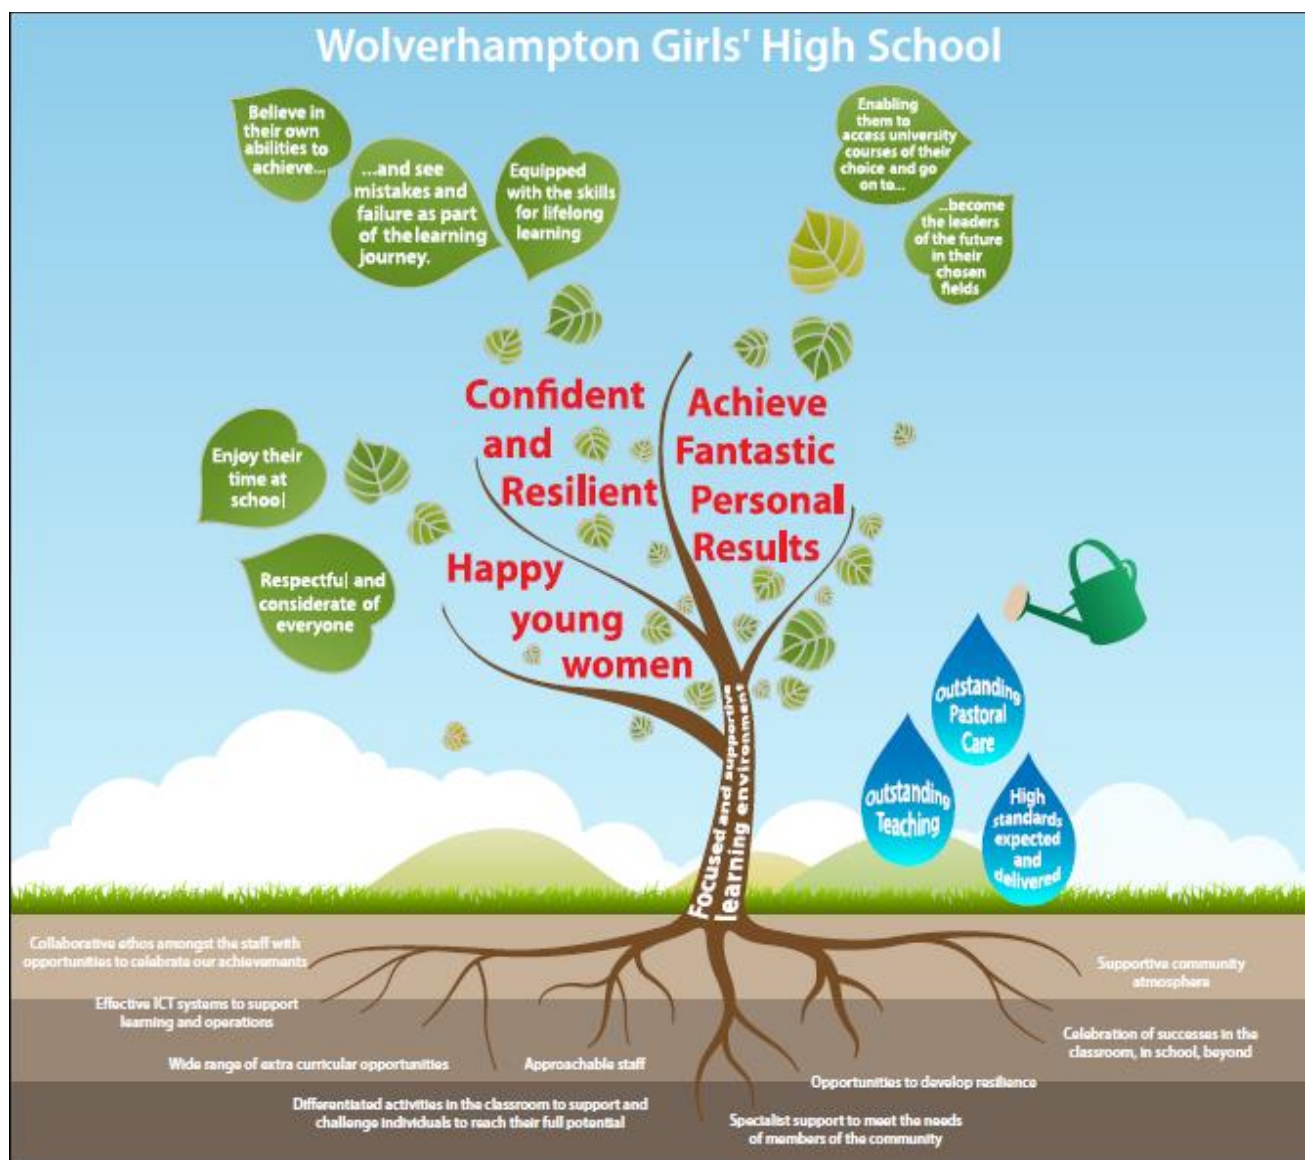 Wolverhampton Girls' High School
Believe in
their own
abilities to
achieve...
...and see
mistakes and
failure as part
of the learning
journey.
Equipped
with the skills
for lifelong
learning
Enabling
them to
access university
courses of their
choice and go
on to...
...become
the leaders
of the future
in their
chosen
fields
Confident
and
Resilient
Achieve
Fantastic
Personal
Results
Enjoy their
time at
school
Respectful and
considerate of
everyone
Happy
young
women
Outstanding
Pastoral
Care
Outstanding
Teaching
High
standards
expected
and
delivered
Focused and supportive
learning environment
Collaborative ethos amongst the staff with
opportunities to celebrate our achievements
Supportive community
atmosphere
Effective ICT systems to support
learning and operations
Celebration of successes in the
classroom, in school, beyond
Wide range of extra curricular opportunities
Approachable staff
Opportunities to develop resilience
Differentiated activities in the classroom to support and
challenge individuals to reach their full potential
Specialist support to meet the needs
of members of the community